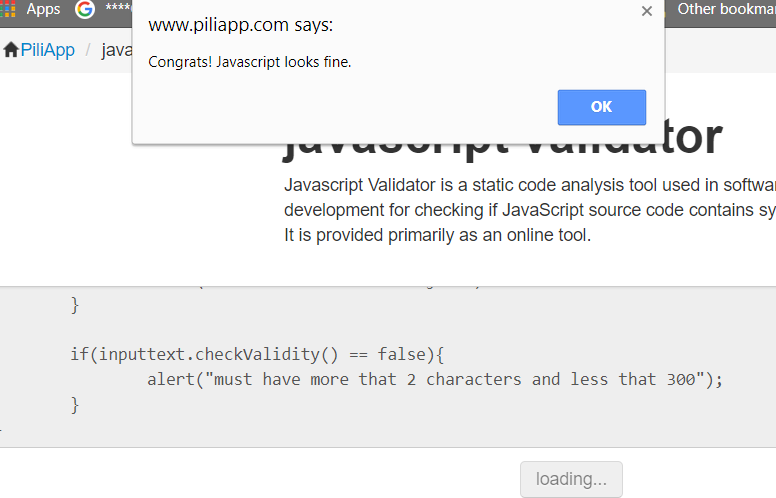 Apps
****
Other bookmar
www.piliapp.com says:
Congrats! Javascript looks fine.
OK
PiliApp / java
javascript validator
Javascript Validator is a static code analysis tool used in softwa
development for checking if JavaScript source code contains sy
It is provided primarily as an online tool.
}
if(inputtext.checkValidity() == false){
alert("must have more that 2 characters and less that 300");
}
loading...